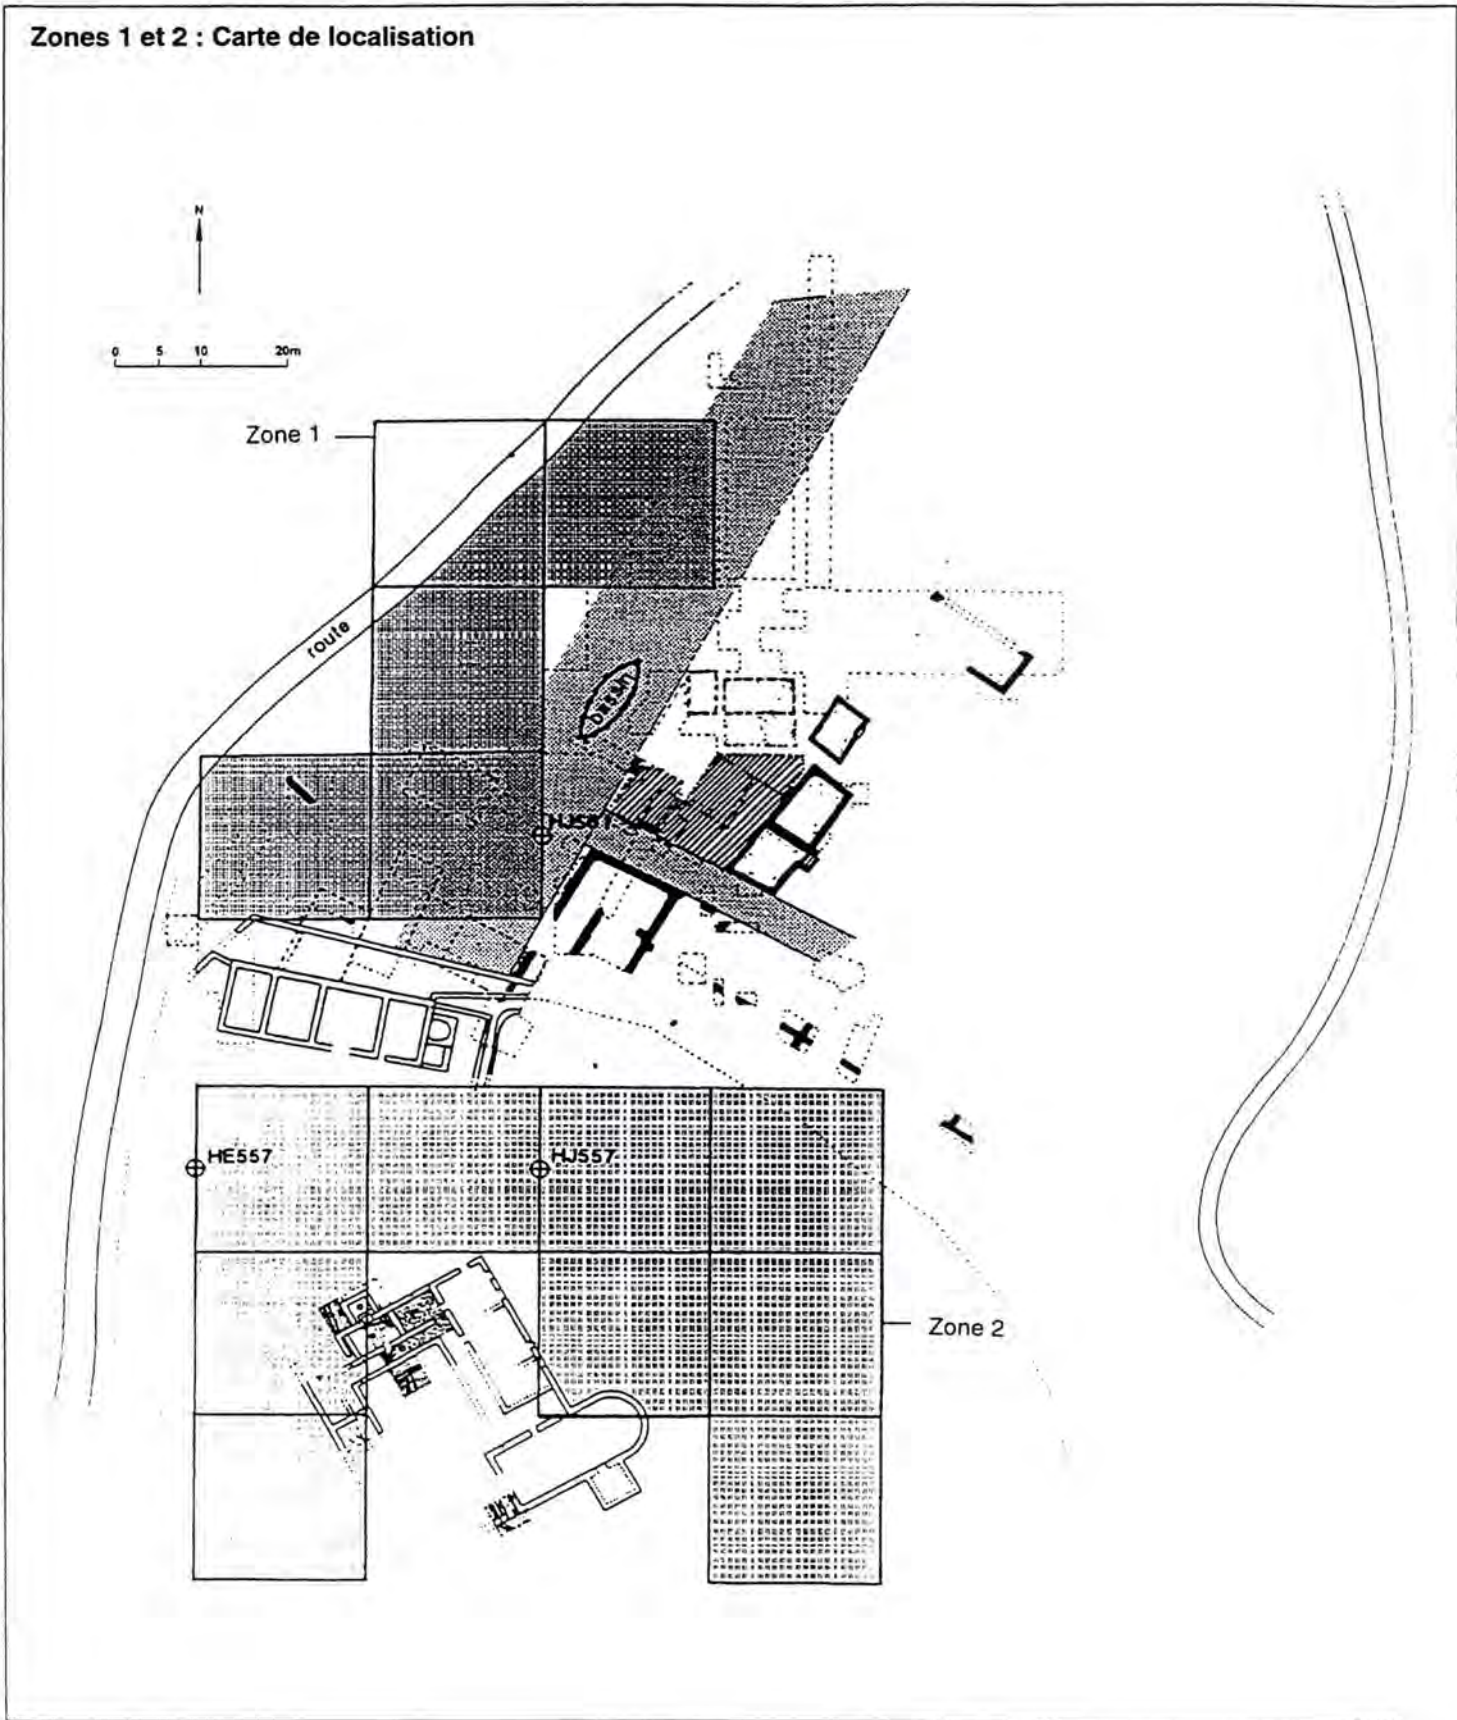 Zones 1 et 2 : Carte de localisation
N
0 5 10 20m
Zone 1
route
bassin
HJ561
HE557
HJ557
Zone 2